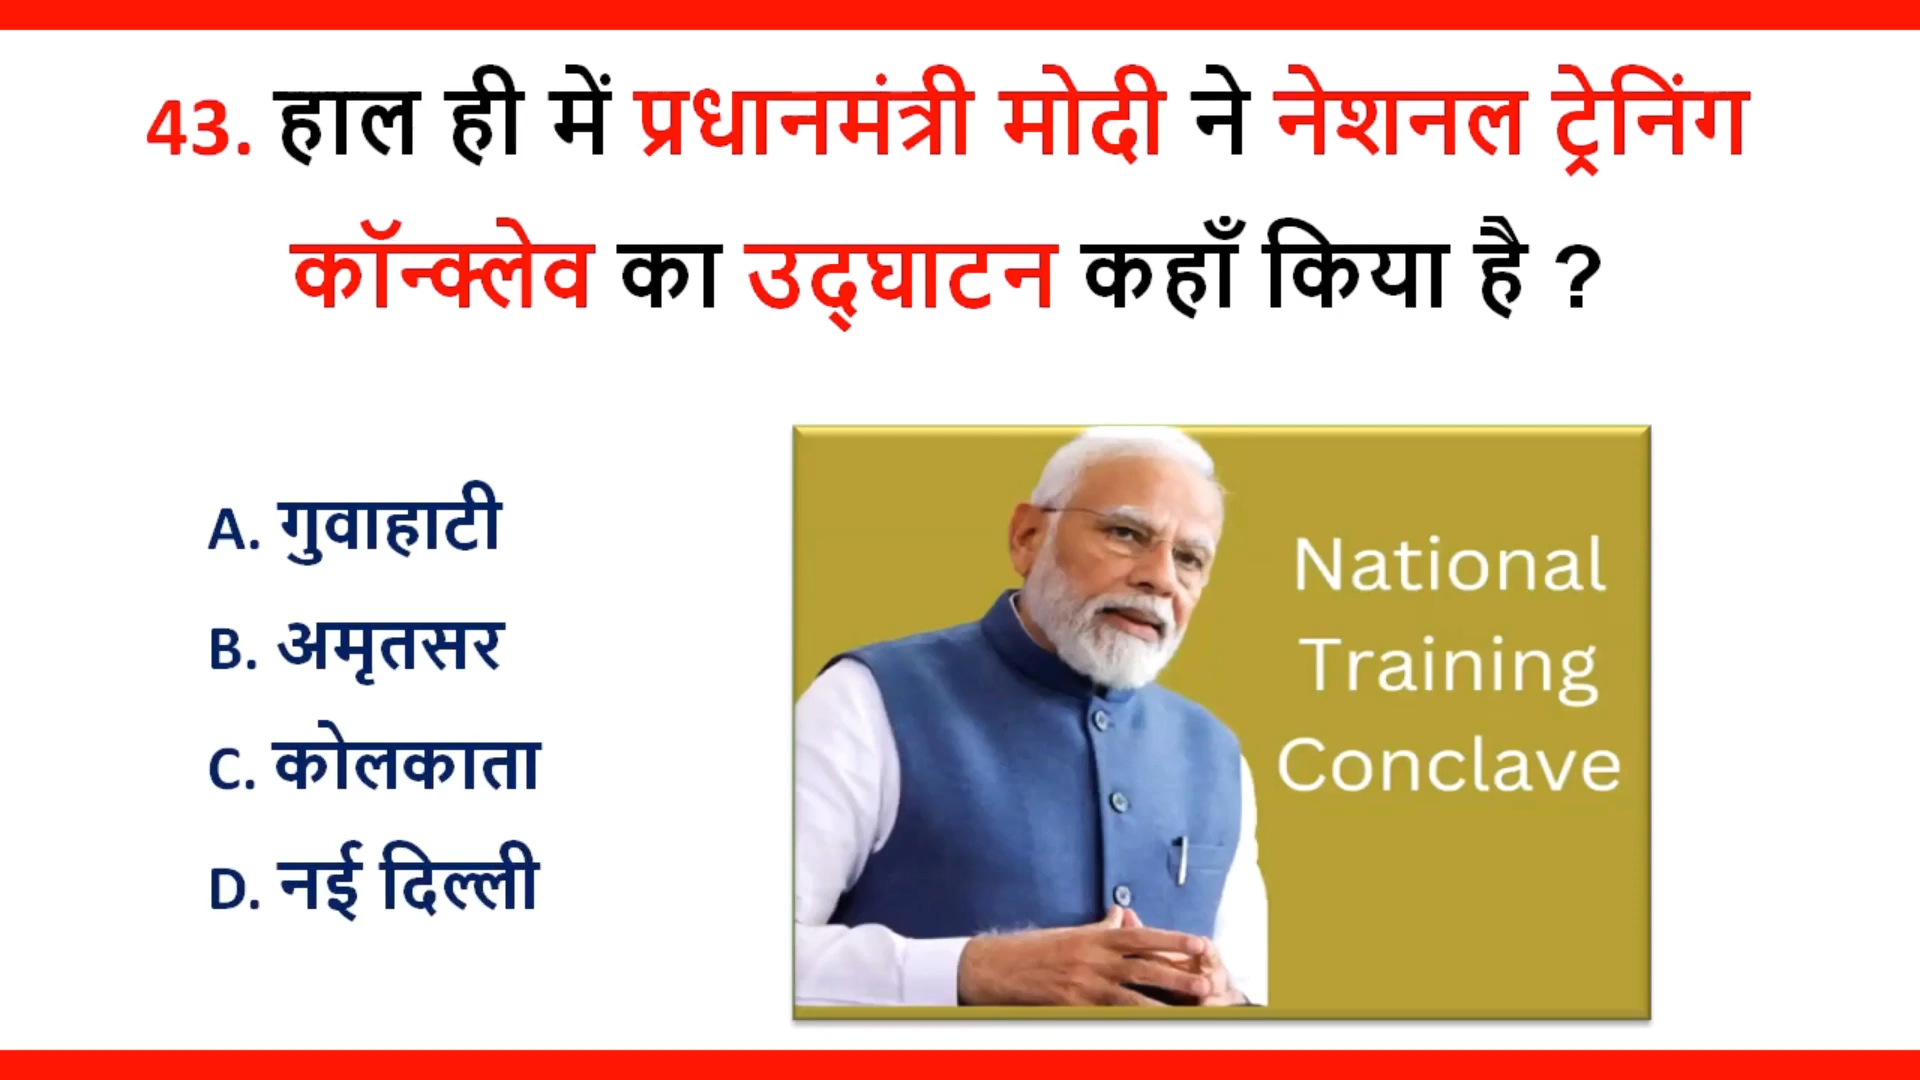 43. हाल ही में प्रधानमंत्री मोदी ने नेशनल ट्रेनिंग
कॉन्क्लेव का उद्‌घाटन कहाँ किया है ?
A. गुवाहाटी
B. अमृतसर
C. कोलकाता
D. नई दिल्ली
National
Training
Conclave